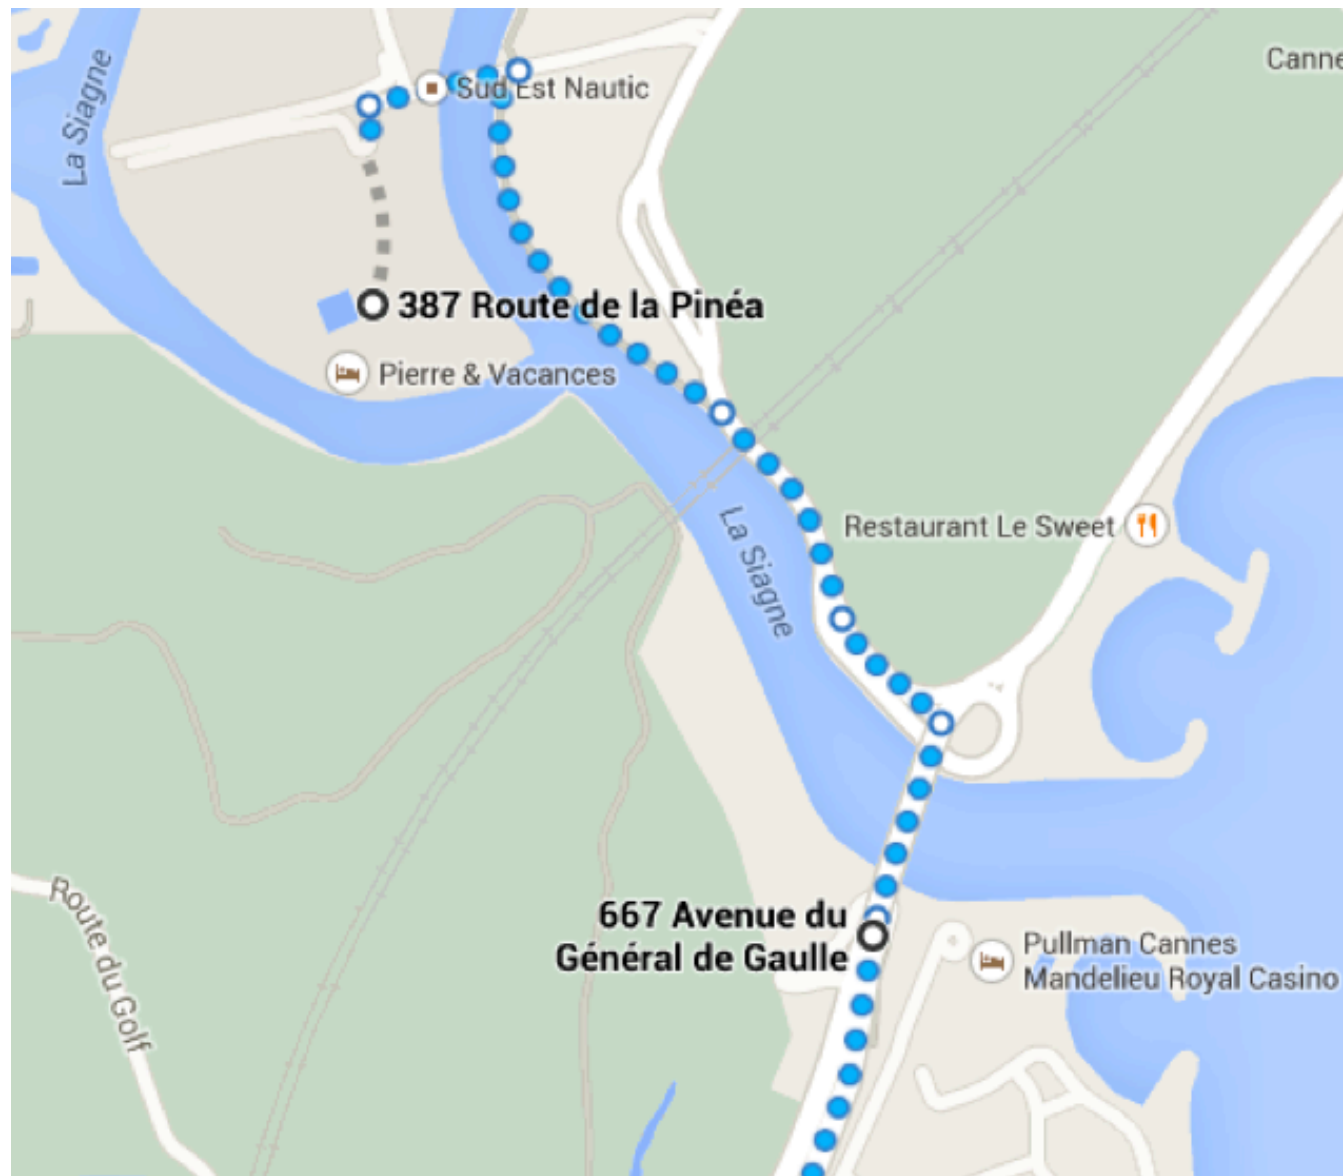 Canne
La Siagne
Sud Est Nautic
387 Route de la Pinéa
Pierre & Vacances
La Siagne
Restaurant Le Sweet
Route du Golf
667 Avenue du
Général de Gaulle
Pullman Cannes
Mandelieu Royal Casino